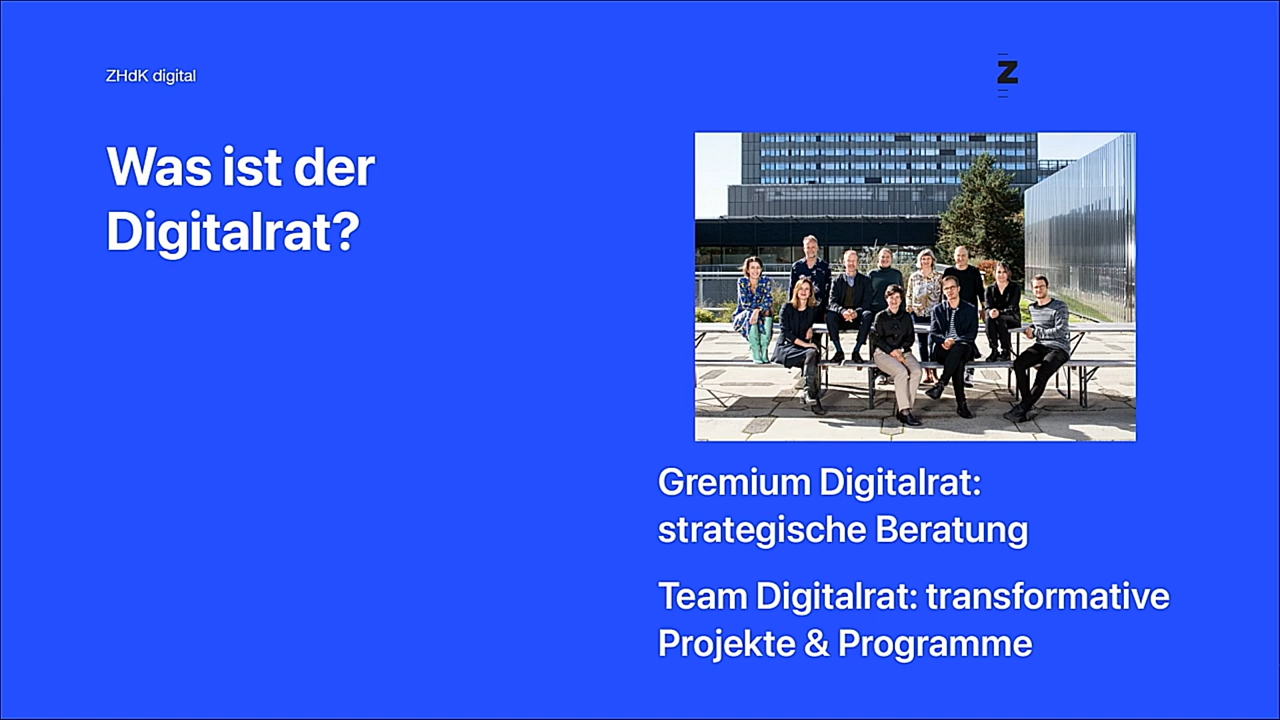 ZHdK digital
Z
Was ist der
Digitalrat?
Gremium Digitalrat:
strategische Beratung
Team Digitalrat: transformative
Projekte & Programme